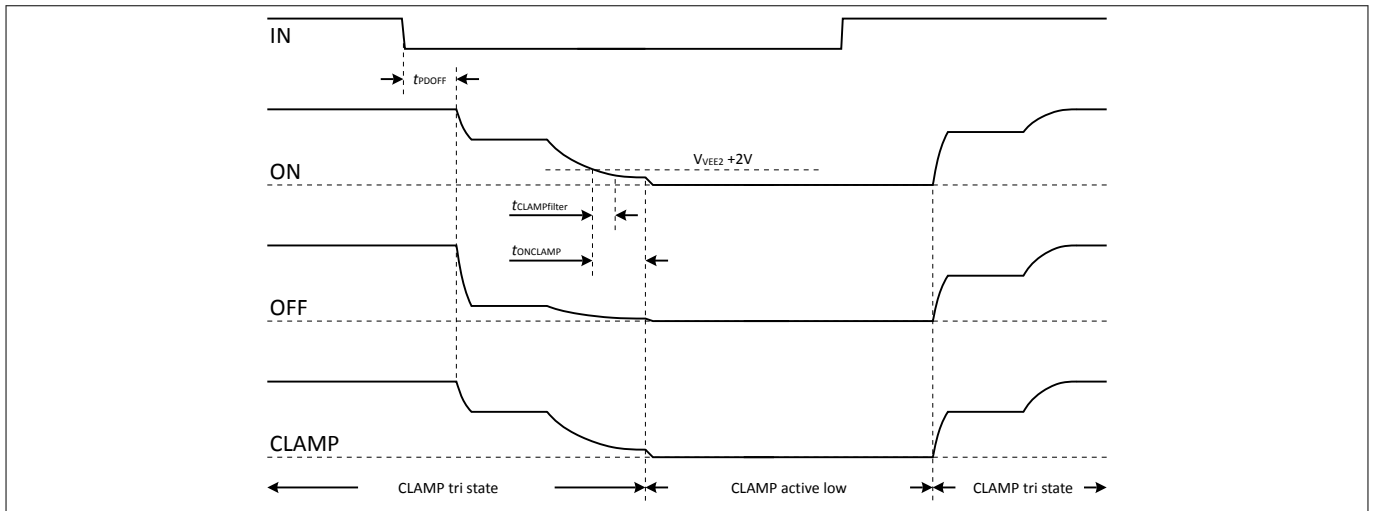 IN
tPDOFF
ON
VVEE2 +2V
tCLAMPfilter
tONCLAMP
OFF
CLAMP
CLAMP tri state
CLAMP active low
CLAMP tri state